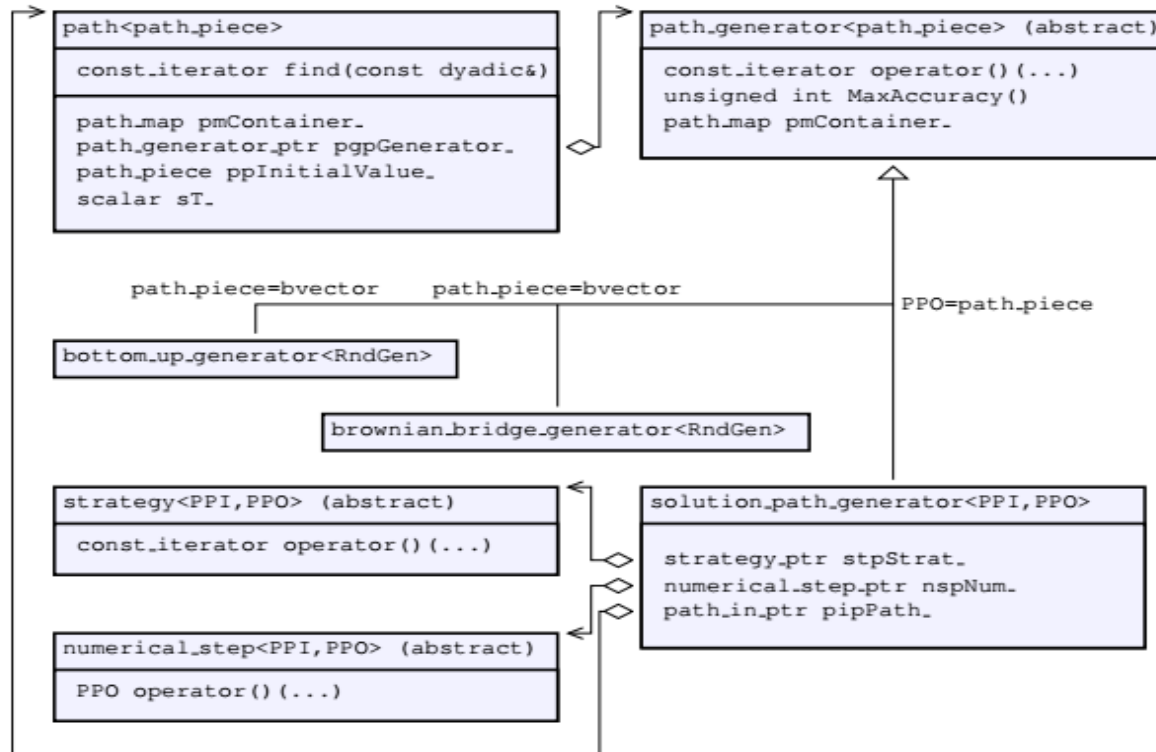 path<path_piece>
const_iterator find(const dyadic&)
path_map pmContainer_
path_generator_ptr pgpGenerator_
path_piece ppInitialValue_
scalar sT_
path_generator<path_piece> (abstract)
const_iterator operator()(...)
unsigned int MaxAccuracy()
path_map pmContainer_
path_piece=bvector
path_piece=bvector
PPO=path_piece
bottom_up_generator<RndGen>
brownian_bridge_generator<RndGen>
strategy<PPI,PPO> (abstract)
const_iterator operator()(...)
numerical_step<PPI,PPO> (abstract)
PPO operator()(...)
solution_path_generator<PPI,PPO>
strategy_ptr stpStrat_
numerical_step_ptr nspNum_
path_in_ptr pipPath_